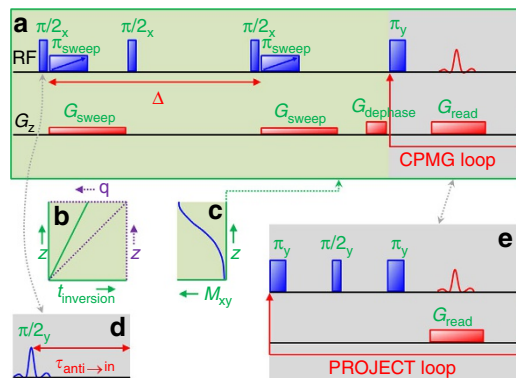 a
π/2x π/2x π/2x πy
πsweep πsweep
RF
Δ
Gsweep Gsweep Gdephase Gread
Gz
CPMG loop
q
b c e
z z z
tinversion Mxy
πy π/2y πy
d
π/2y
τanti→in
Gread
PROJECT loop